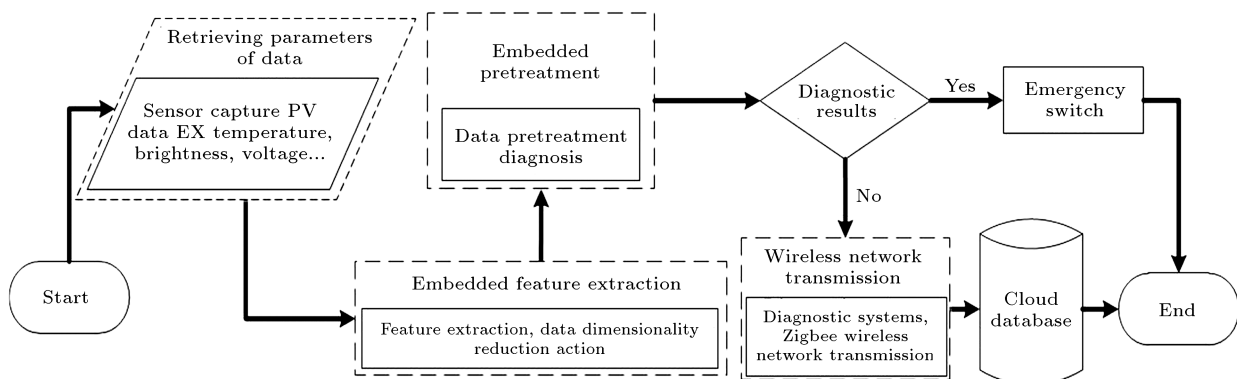 Start
Retrieving parameters
of data
Sensor capture PV
data EX temperature,
brightness, voltage...
Embedded feature extraction
Feature extraction, data dimensionality
reduction action
Embedded
pretreatment
Data pretreatment
diagnosis
Diagnostic
results
Yes
Emergency
switch
No
Wireless network
transmission
Diagnostic systems,
Zigbee wireless
network transmission
Cloud
database
End